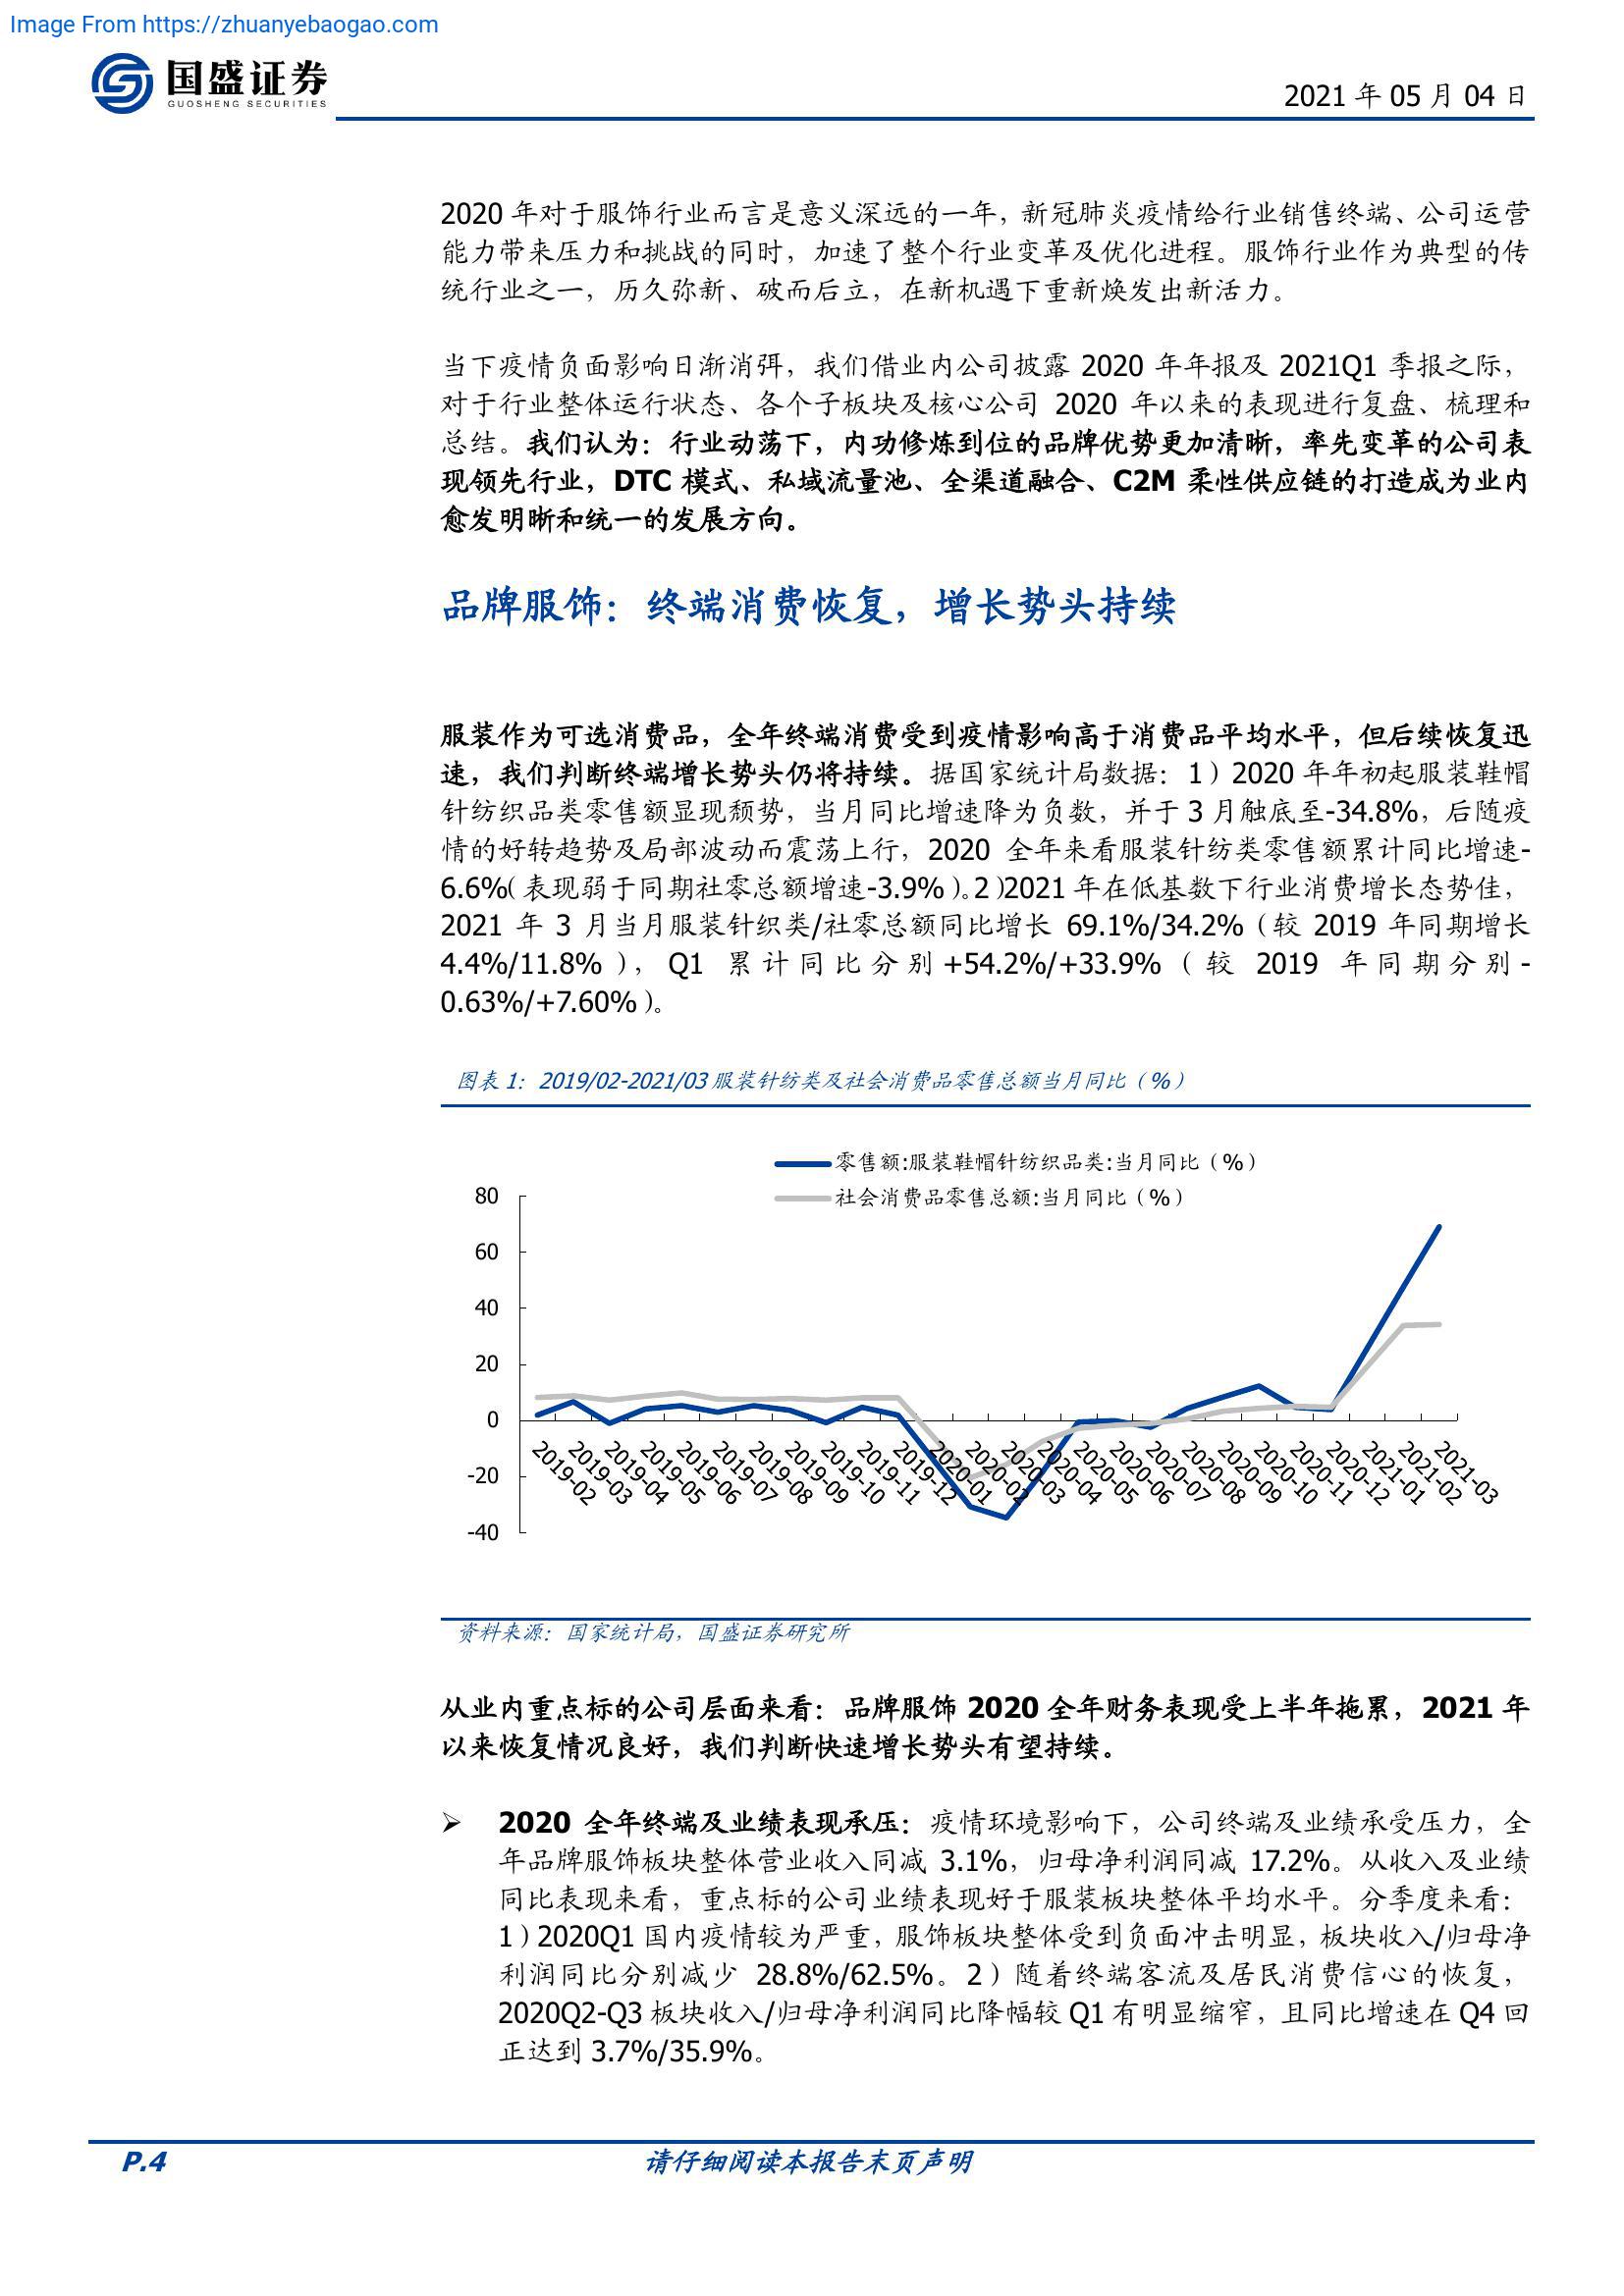 Image From https://zhuanyebaogao.com
国盛证券
GUOSHENG SECURITIES
2021 年 05 月 04 日
2020 年对于服饰行业而言是意义深远的一年，新冠肺炎疫情给行业销售终端、公司运营
能力带来压力和挑战的同时，加速了整个行业变革及优化进程。服饰行业作为典型的传
统行业之一，历久弥新、破而后立，在新机遇下重新焕发出新活力。
当下疫情负面影响日渐消弭，我们借业内公司披露 2020 年年报及 2021Q1 季报之际，
对于行业整体运行状态、各个子板块及核心公司 2020 年以来的表现进行复盘、梳理和
总结。我们认为：行业动荡下，内功修炼到位的品牌优势更加清晰，率先变革的公司表
现领先行业，DTC 模式、私域流量池、全渠道融合、C2M 柔性供应链的打造成为业内
愈发明晰和统一的发展方向。
品牌服饰：终端消费恢复，增长势头持续
服装作为可选消费品，全年终端消费受到疫情影响高于消费品平均水平，但后续恢复迅
速，我们判断终端增长势头仍将持续。据国家统计局数据：1）2020 年年初起服装鞋帽
针纺织品类零售额显现颓势，当月同比增速降为负数，并于 3 月触底至-34.8%，后随疫
情的好转趋势及局部波动而震荡上行，2020 全年来看服装针纺类零售额累计同比增速-
6.6%（表现弱于同期社零总额增速-3.9%）。2）2021 年在低基数下行业消费增长态势佳，
2021 年 3 月当月服装针织类/社零总额同比增长 69.1%/34.2%（较 2019 年同期增长
4.4%/11.8%），Q1 累计同比分别+54.2%/+33.9%（较 2019 年同期分别-
0.63%/+7.60%）。
图表 1：2019/02-2021/03 服装针纺类及社会消费品零售总额当月同比（%）
零售额:服装鞋帽针纺织品类:当月同比（%）
社会消费品零售总额:当月同比（%）
80
60
40
20
0
-20
-40
2019-02
2019-03
2019-04
2019-05
2019-06
2019-07
2019-08
2019-09
2019-10
2019-11
2019-12
2020-01
2020-02
2020-03
2020-04
2020-05
2020-06
2020-07
2020-08
2020-09
2020-10
2020-11
2020-12
2021-01
2021-02
2021-03
资料来源：国家统计局，国盛证券研究所
从业内重点标的公司层面来看：品牌服饰 2020 全年财务表现受上半年拖累，2021 年
以来恢复情况良好，我们判断快速增长势头有望持续。
➢ 2020 全年终端及业绩表现承压：疫情环境影响下，公司终端及业绩承受压力，全
年品牌服饰板块整体营业收入同减 3.1%，归母净利润同减 17.2%。从收入及业绩
同比表现来看，重点标的公司业绩表现好于服装板块整体平均水平。分季度来看：
1）2020Q1 国内疫情较为严重，服饰板块整体受到负面冲击明显，板块收入/归母净
利润同比分别减少 28.8%/62.5%。2）随着终端客流及居民消费信心的恢复，
2020Q2-Q3 板块收入/归母净利润同比降幅较 Q1 有明显缩窄，且同比增速在 Q4 回
正达到 3.7%/35.9%。
P.4
请仔细阅读本报告末页声明